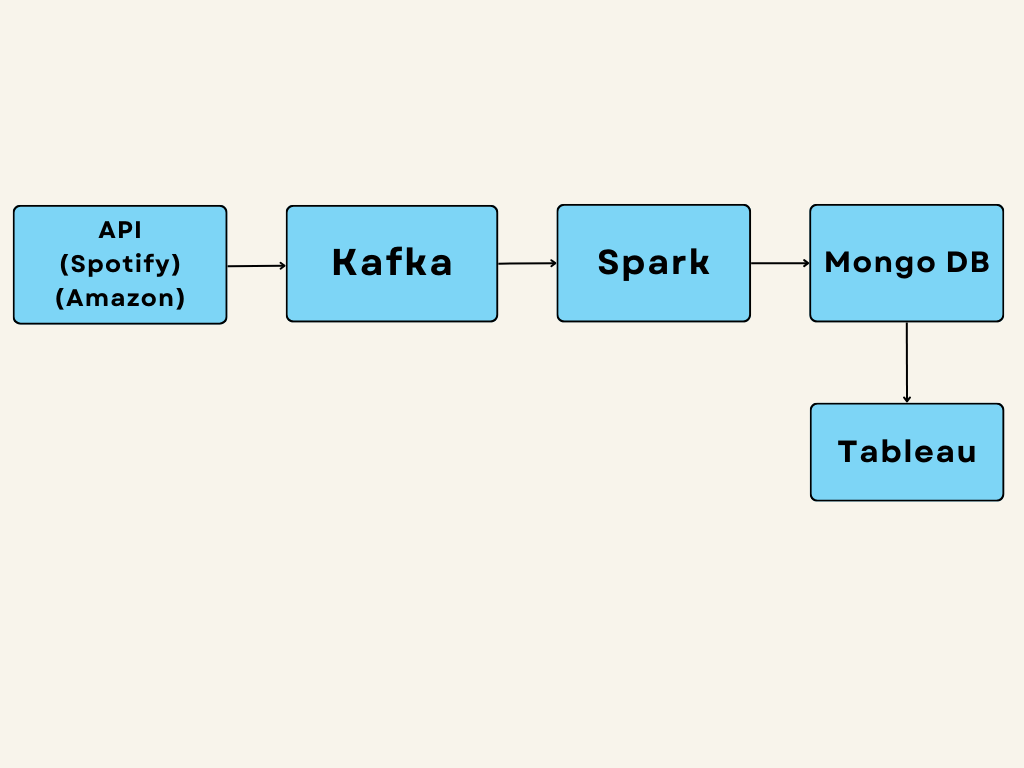 API
(Spotify)
(Amazon)
Kafka
Spark
Mongo DB
Tableau